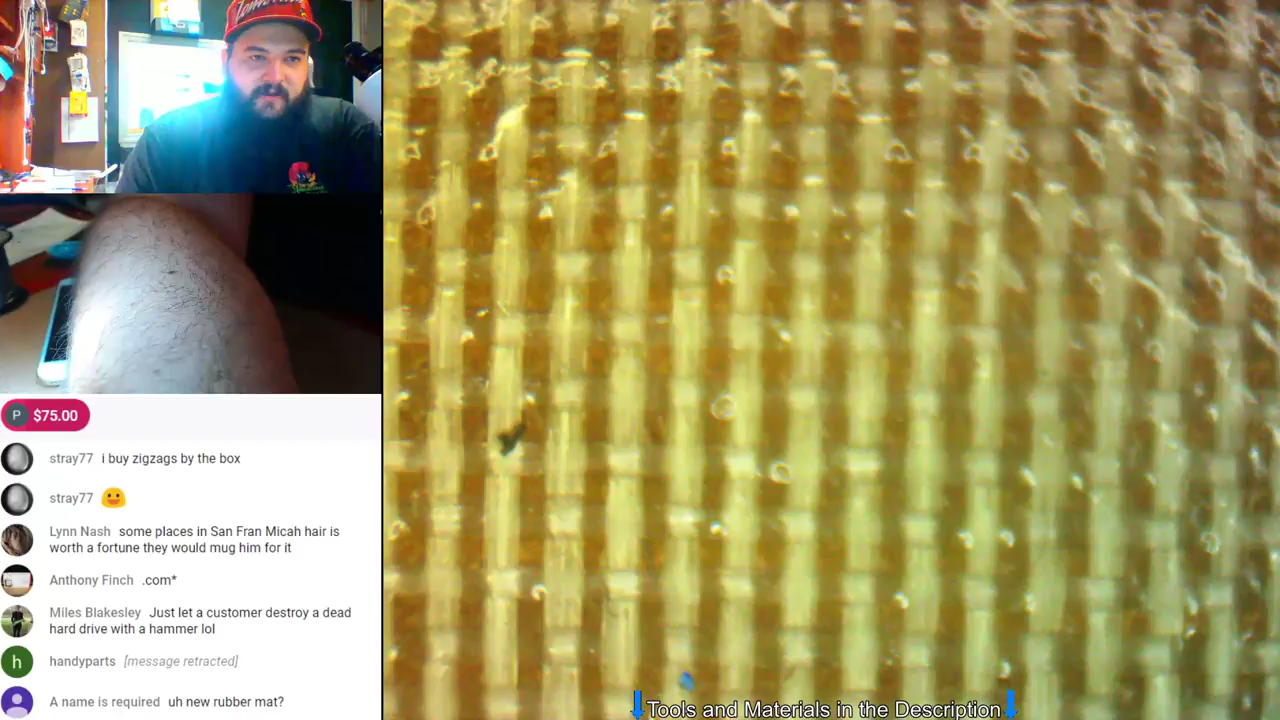 P $75.00
stray77 i buy zigzags by the box
stray77 😀
Lynn Nash some places in San Fran Micah hair is
worth a fortune they would mug him for it
Anthony Finch .com*
Miles Blakesley Just let a customer destroy a dead
hard drive with a hammer lol
h handyparts [message retracted]
A name is required uh new rubber mat?
Tools and Materials in the Description